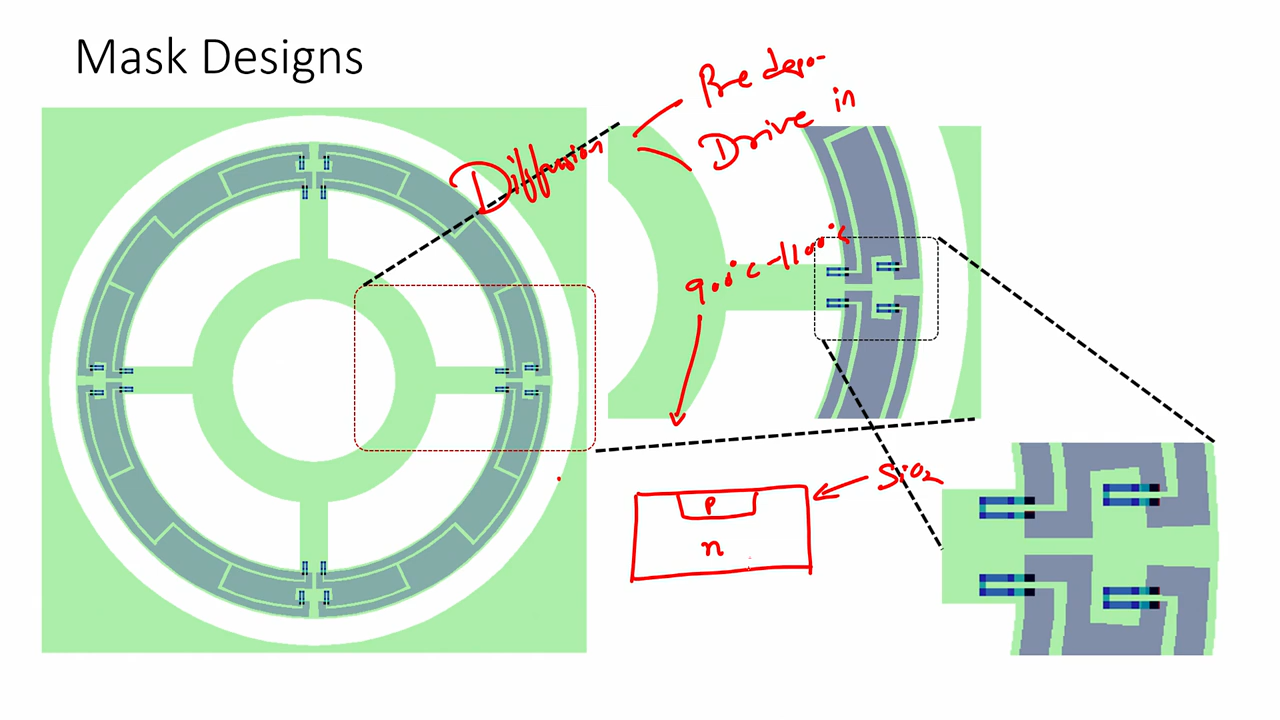 Mask Designs
Pre depo-
Drive in
Diffusion
900°c-1100°c
SiO2
P
n